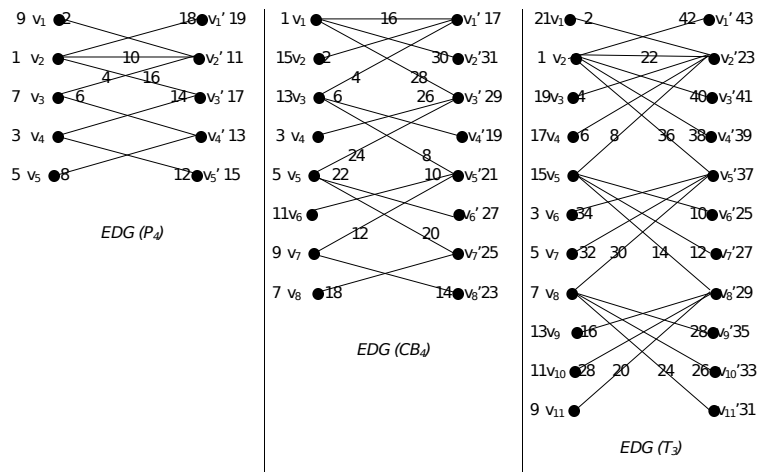 9 v₁ 2 18 v₁' 19
1 v₂ 10 v₂' 11
4 16
7 v₃ 6 14 v₃' 17
3 v₄ v₄' 13
5 v₅ 8 12 v₅' 15
EDG (P₄)
1 v₁ 16 v₁' 17
15 v₂ 2 30 v₂' 31
4 28
13 v₃ 6 26 v₃' 29
3 v₄ v₄' 19
24 8
5 v₅ 22 10 v₅' 21
11 v₆ v₆' 27
12 20
9 v₇ v₇' 25
7 v₈ 18 14 v₈' 23
EDG (CB₄)
21 v₁ 2 42 v₁' 43
1 v₂ 22 v₂' 23
19 v₃ 4 40 v₃' 41
17 v₄ 6 8 36 38 v₄' 39
15 v₅ v₅' 37
3 v₆ 34 10 v₆' 25
5 v₇ 32 30 14 12 v₇' 27
7 v₈ v₈' 29
13 v₉ 16 28 v₉' 35
11 v₁₀ 28 20 24 26 v₁₀' 33
9 v₁₁ v₁₁' 31
EDG (T₃)